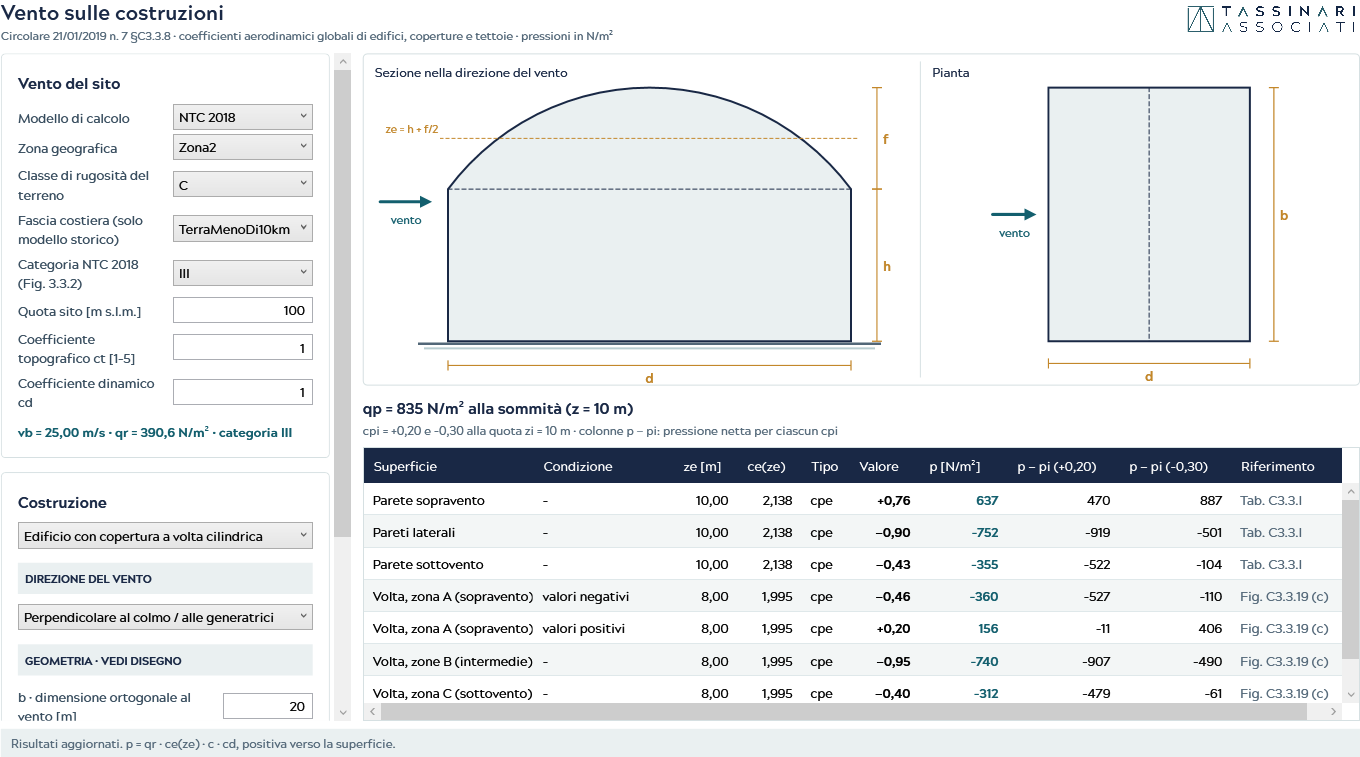 Vento sulle costruzioni
Circolare 21/01/2019 n. 7 §C3.3.8 · coefficienti aerodinamici globali di edifici, coperture e tettoie · pressioni in N/m²
TASSINARI
ASSOCIATI
Vento del sito
Modello di calcolo NTC 2018
Zona geografica Zona2
Classe di rugosità del
terreno C
Fascia costiera (solo
modello storico) TerraMenoDi10km
Categoria NTC 2018
(Fig. 3.3.2) III
Quota sito [m s.l.m.] 100
Coefficiente
topografico ct [1-5] 1
Coefficiente dinamico
cd 1
vb = 25,00 m/s · qr = 390,6 N/m² · categoria III
Costruzione
Edificio con copertura a volta cilindrica
DIREZIONE DEL VENTO
Perpendicolare al colmo / alle generatrici
GEOMETRIA · VEDI DISEGNO
b · dimensione ortogonale al
vento [m] 20
Sezione nella direzione del vento
ze = h + f/2
f
vento
h
d
Pianta
vento
b
d
qp = 835 N/m² alla sommità (z = 10 m)
cpi = +0,20 e -0,30 alla quota zi = 10 m · colonne p – pi: pressione netta per ciascun cpi
Superficie Condizione ze [m] ce(ze) Tipo Valore p [N/m²] p – pi (+0,20) p – pi (-0,30) Riferimento
Parete sopravento - 10,00 2,138 cpe +0,76 637 470 887 Tab. C3.3.I
Pareti laterali - 10,00 2,138 cpe –0,90 -752 -919 -501 Tab. C3.3.I
Parete sottovento - 10,00 2,138 cpe –0,43 -355 -522 -104 Tab. C3.3.I
Volta, zona A (sopravento) valori negativi 8,00 1,995 cpe –0,46 -360 -527 -110 Fig. C3.3.19 (c)
Volta, zona A (sopravento) valori positivi 8,00 1,995 cpe +0,20 156 -11 406 Fig. C3.3.19 (c)
Volta, zone B (intermedie) - 8,00 1,995 cpe –0,95 -740 -907 -490 Fig. C3.3.19 (c)
Volta, zona C (sottovento) - 8,00 1,995 cpe –0,40 -312 -479 -61 Fig. C3.3.19 (c)
Risultati aggiornati. p = qr · ce(ze) · c · cd, positiva verso la superficie.